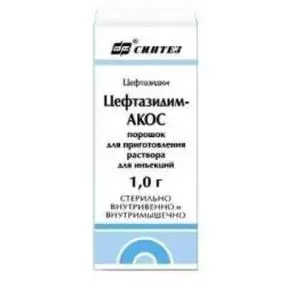 СИНТЕЗ
Цефтазидим
Цефтазидим-
АКОС
порошок
для приготовления
раствора
для инъекций
1,0 г
СТЕРИЛЬНО
ВНУТРИВЕННО и
ВНУТРИМЫШЕЧНО